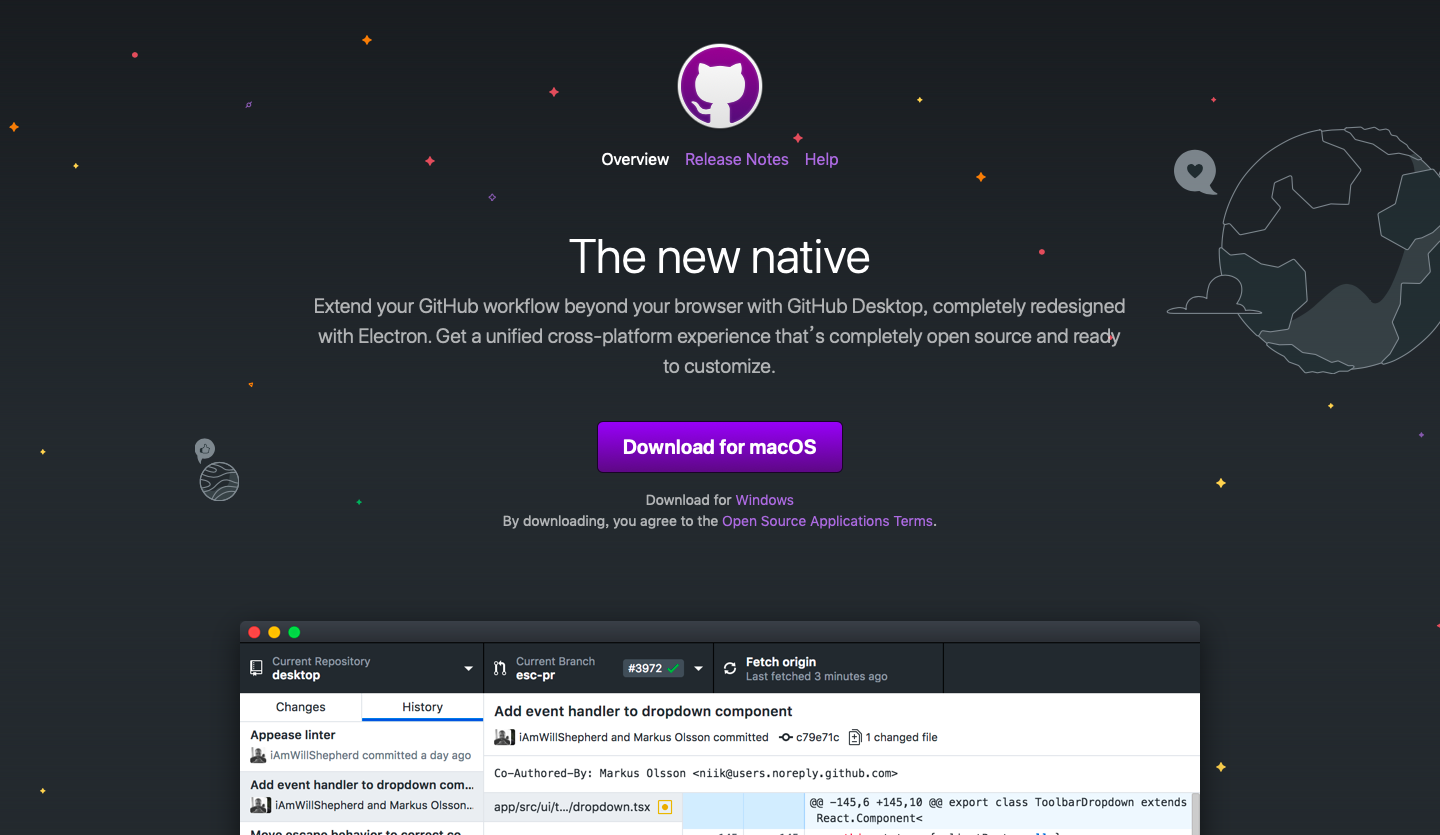 Overview Release Notes Help
The new native
Extend your GitHub workflow beyond your browser with GitHub Desktop, completely redesigned
with Electron. Get a unified cross-platform experience that’s completely open source and ready
to customize.
Download for macOS
Download for Windows
By downloading, you agree to the Open Source Applications Terms.
Current Repository
desktop
Current Branch
esc-pr
#3972
Fetch origin
Last fetched 3 minutes ago
Changes
History
Appease linter
iAmWillShepherd committed a day ago
Add event handler to dropdown com...
iAmWillShepherd and Markus Olsson...
Add event handler to dropdown component
iAmWillShepherd and Markus Olsson committed c79e71c 1 changed file
Co-Authored-By: Markus Olsson <niik@users.noreply.github.com>
app/src/ui/t.../dropdown.tsx
@@ -145,6 +145,10 @@ export class ToolbarDropdown extends
React.Component<